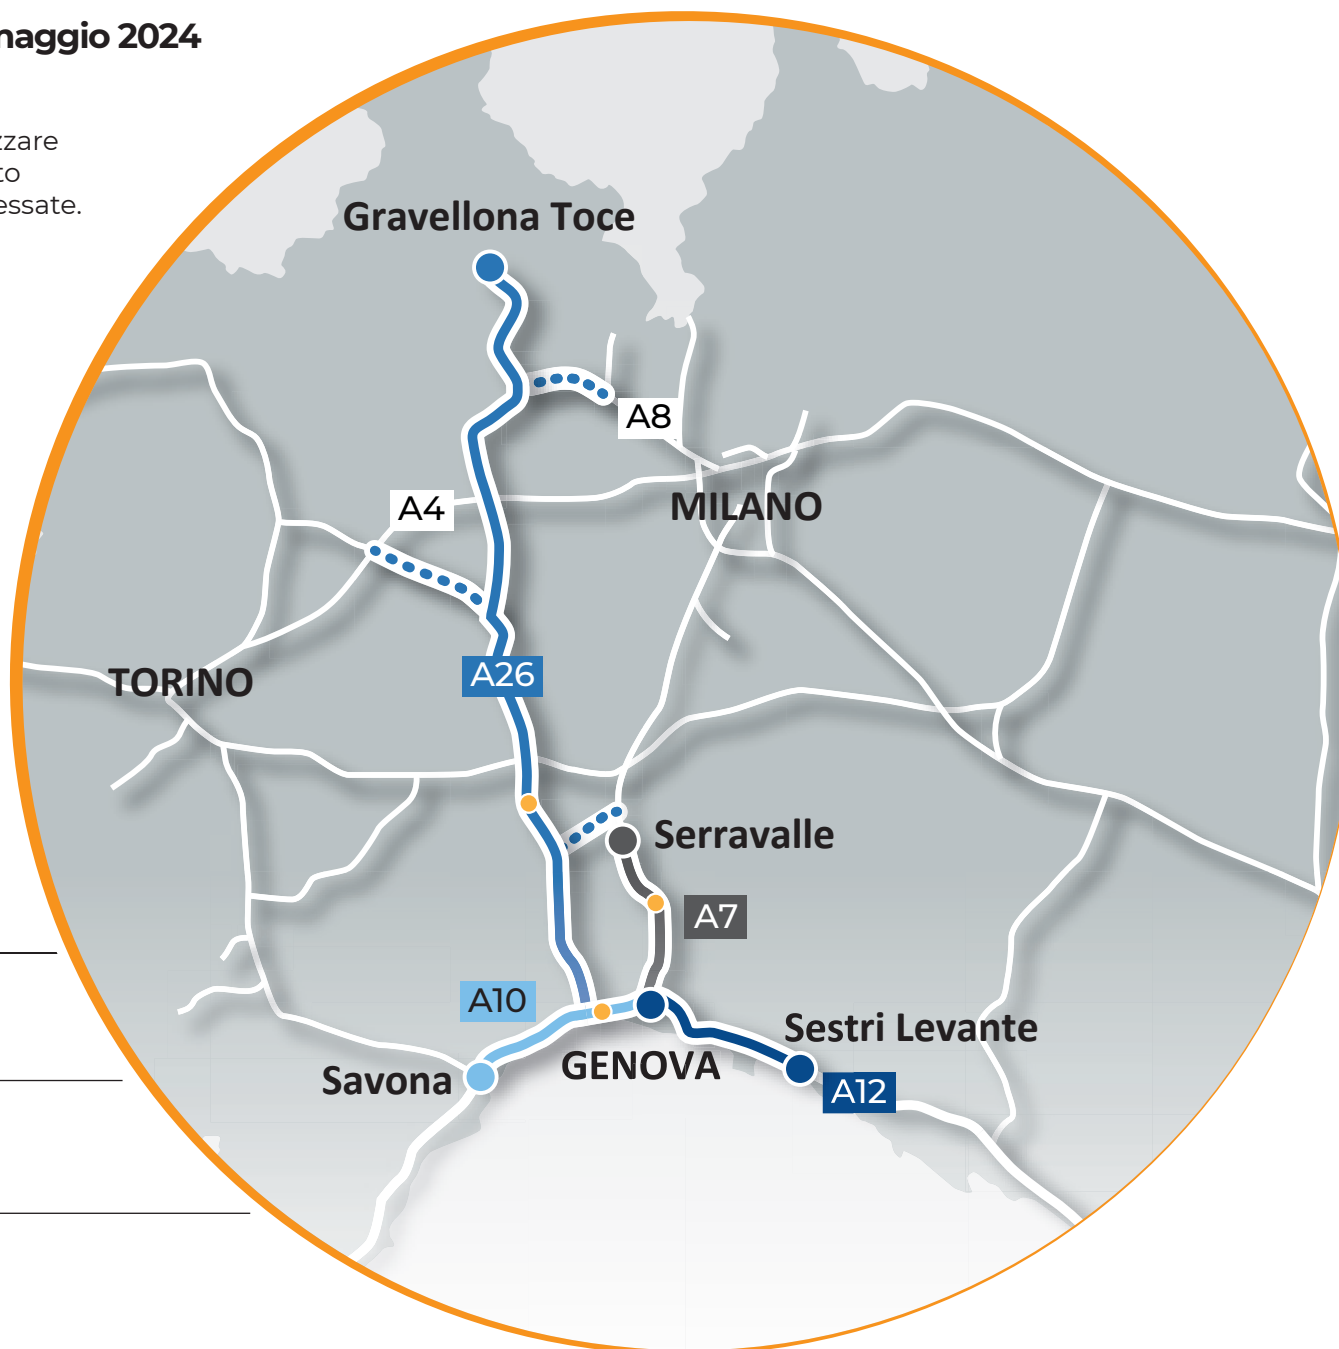 maggio 2024
zzare
to
essate.
Gravellona Toce
A8
A4
MILANO
A26
TORINO
Serravalle
A7
A10
Sestri Levante
GENOVA
Savona
A12